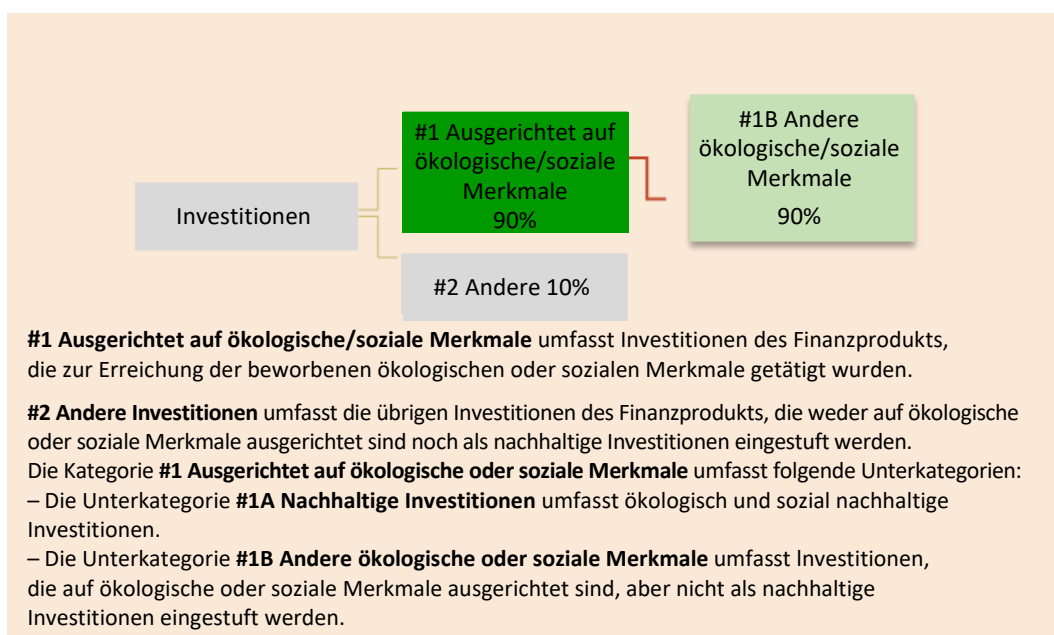 #1 Ausgerichtet auf
ökologische/soziale
Merkmale
90%
#1B Andere
ökologische/soziale
Merkmale
90%
Investitionen
#2 Andere 10%
#1 Ausgerichtet auf ökologische/soziale Merkmale umfasst Investitionen des Finanzprodukts,
die zur Erreichung der beworbenen ökologischen oder sozialen Merkmale getätigt wurden.
#2 Andere Investitionen umfasst die übrigen Investitionen des Finanzprodukts, die weder auf ökologische
oder soziale Merkmale ausgerichtet sind noch als nachhaltige Investitionen eingestuft werden.
Die Kategorie #1 Ausgerichtet auf ökologische oder soziale Merkmale umfasst folgende Unterkategorien:
– Die Unterkategorie #1A Nachhaltige Investitionen umfasst ökologisch und sozial nachhaltige
Investitionen.
– Die Unterkategorie #1B Andere ökologische oder soziale Merkmale umfasst Investitionen,
die auf ökologische oder soziale Merkmale ausgerichtet sind, aber nicht als nachhaltige
Investitionen eingestuft werden.